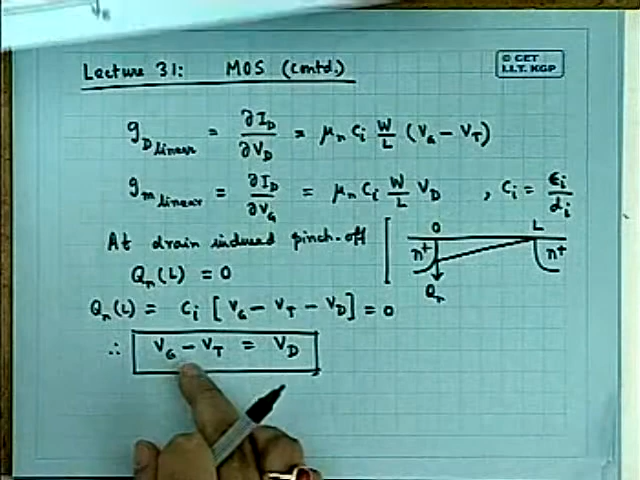 Lecture 31: MOS (Contd.)
© CET
I.I.T. KGP
g_D linear = ∂I_D/∂V_D = μ_n C_i W/L (V_G - V_T)
g_m linear = ∂I_D/∂V_G = μ_n C_i W/L V_D , C_i = ε_i/d_i
At drain induced pinch-off
O L
n+ n+
Q_n
Q_n(L) = 0
Q_n(L) = C_i [V_G - V_T - V_D] = 0
∴ V_G - V_T = V_D